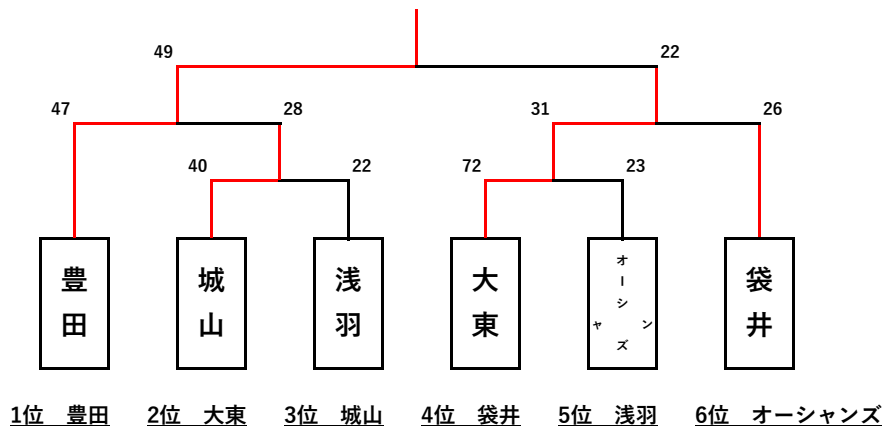 49 22
47 28 31 26
40 22 72 23
豊田 城山 浅羽 大東 オーシャンズ 袋井
1位　豊田 2位　大東 3位　城山 4位　袋井 5位　浅羽 6位　オーシャンズ